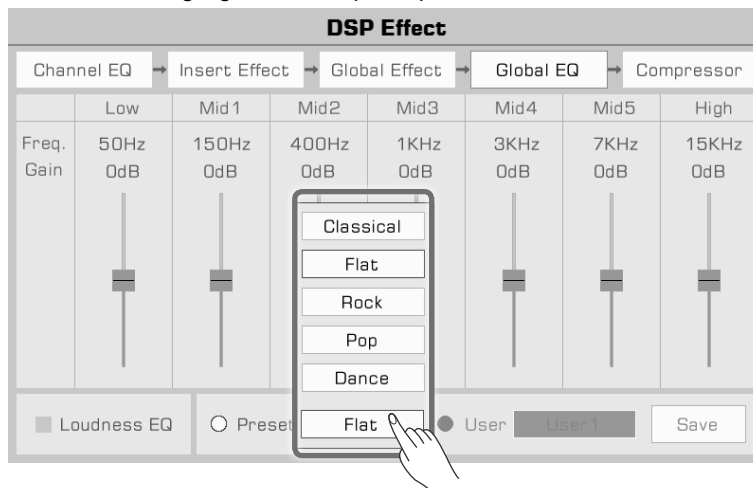 DSP Effect
Channel EQ Insert Effect Global Effect Global EQ Compressor
Low Mid1 Mid2 Mid3 Mid4 Mid5 High
Freq. 50Hz 150Hz 400Hz 1KHz 3KHz 7KHz 15KHz
Gain 0dB 0dB 0dB 0dB 0dB 0dB 0dB
Classical
Flat
Rock
Pop
Dance
Loudness EQ Preset Flat User User1 Save